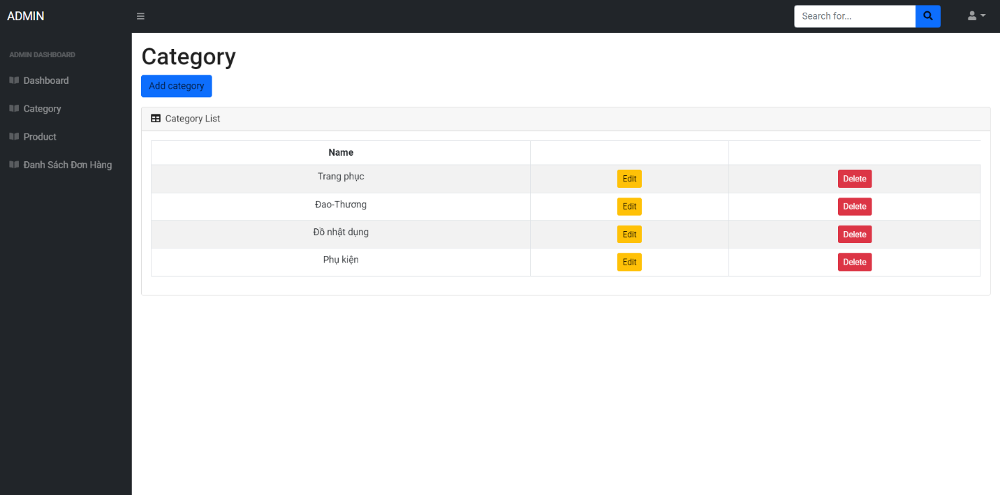 ADMIN
Search for...
ADMIN DASHBOARD
Dashboard
Category
Product
Đanh Sách Đơn Hàng
Category
Add category
Category List
Name
Trang phục Edit Delete
Đao-Thương Edit Delete
Đồ nhật dụng Edit Delete
Phụ kiện Edit Delete